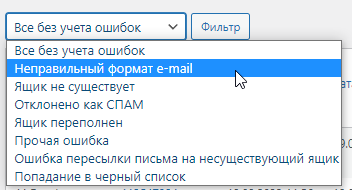 Все без учета ошибок
Фильтр
Все без учета ошибок
Неправильный формат e-mail
Ящик не существует
Отклонено как СПАМ
Ящик переполнен
Прочая ошибка
Ошибка пересылки письма на несуществующий ящик
Попадание в черный список